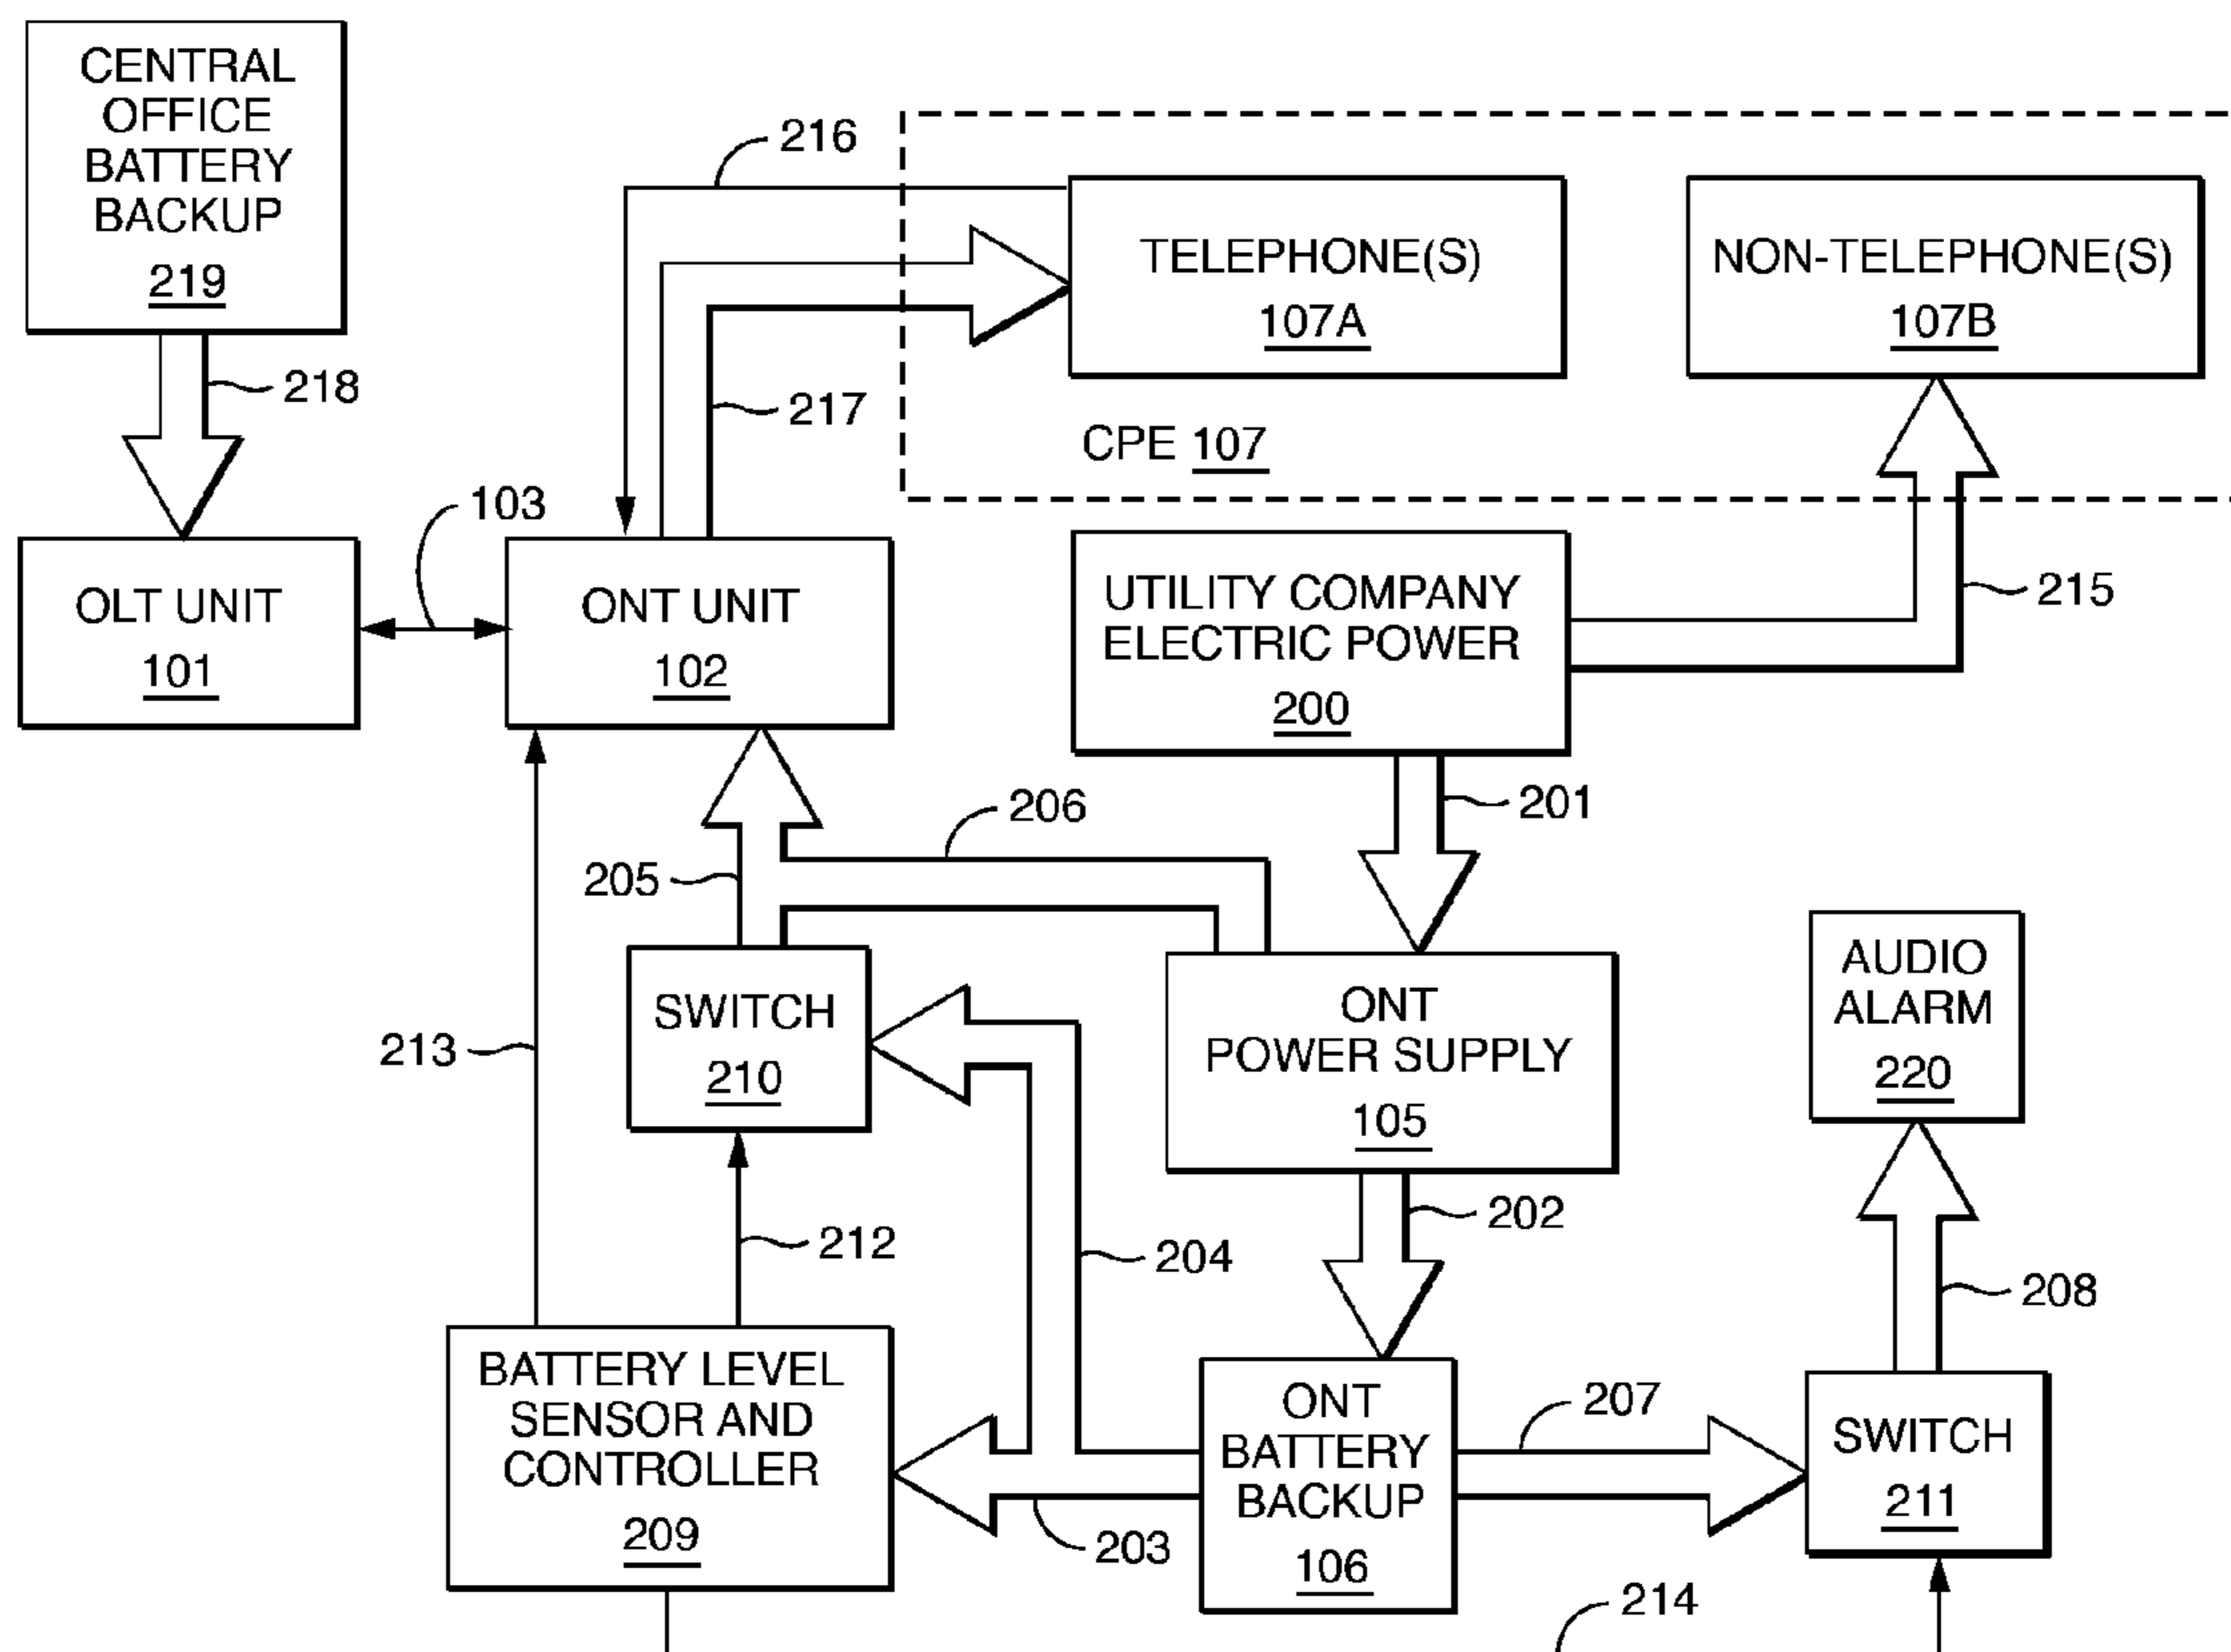 CENTRAL
OFFICE
BATTERY
BACKUP
219
218
216
TELEPHONE(S)
107A
NON-TELEPHONE(S)
107B
217
CPE 107
103
OLT UNIT
101
ONT UNIT
102
UTILITY COMPANY
ELECTRIC POWER
200
215
201
206
205
SWITCH
210
213
ONT
POWER SUPPLY
105
AUDIO
ALARM
220
212
204
202
208
BATTERY LEVEL
SENSOR AND
CONTROLLER
209
203
ONT
BATTERY
BACKUP
106
207
SWITCH
211
214